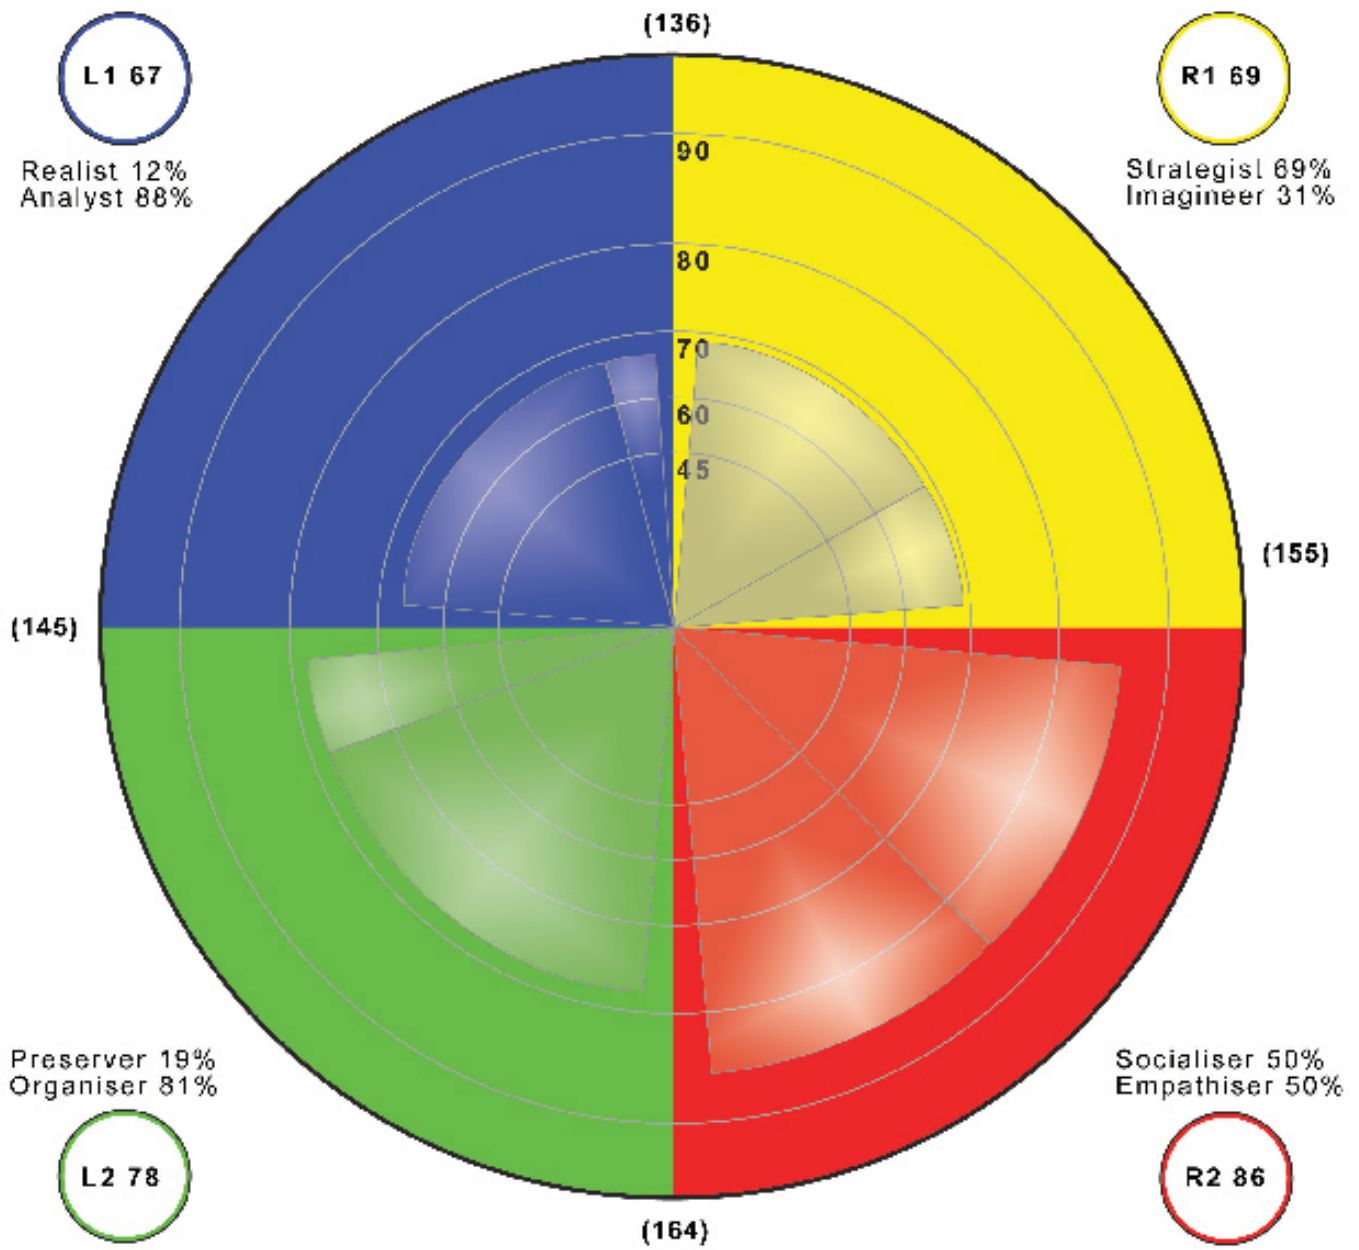 (136)
L1 67
R1 69
Realist 12%
Analyst 88%
Strategist 69%
Imagineer 31%
90
80
70
60
45
(155)
(145)
Preserver 19%
Organiser 81%
Socialiser 50%
Empathiser 50%
L2 78
R2 86
(164)